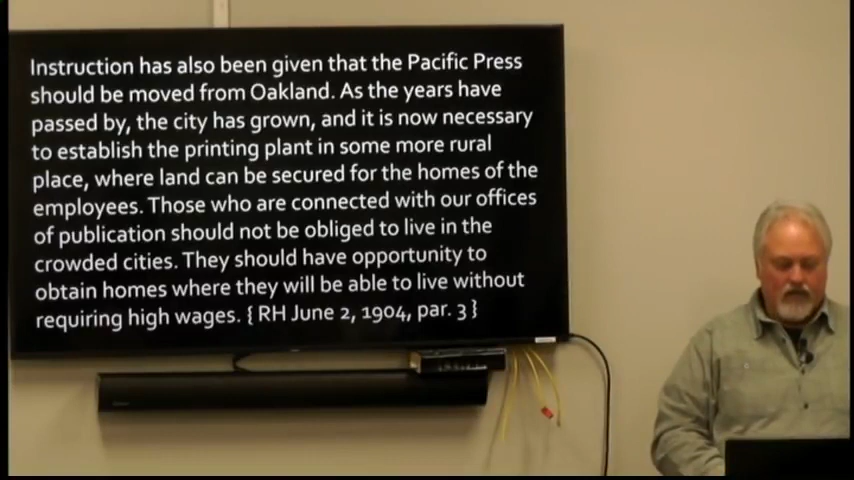 Instruction has also been given that the Pacific Press
should be moved from Oakland. As the years have
passed by, the city has grown, and it is now necessary
to establish the printing plant in some more rural
place, where land can be secured for the homes of the
employees. Those who are connected with our offices
of publication should not be obliged to live in the
crowded cities. They should have opportunity to
obtain homes where they will be able to live without
requiring high wages. { RH June 2, 1904, par. 3 }